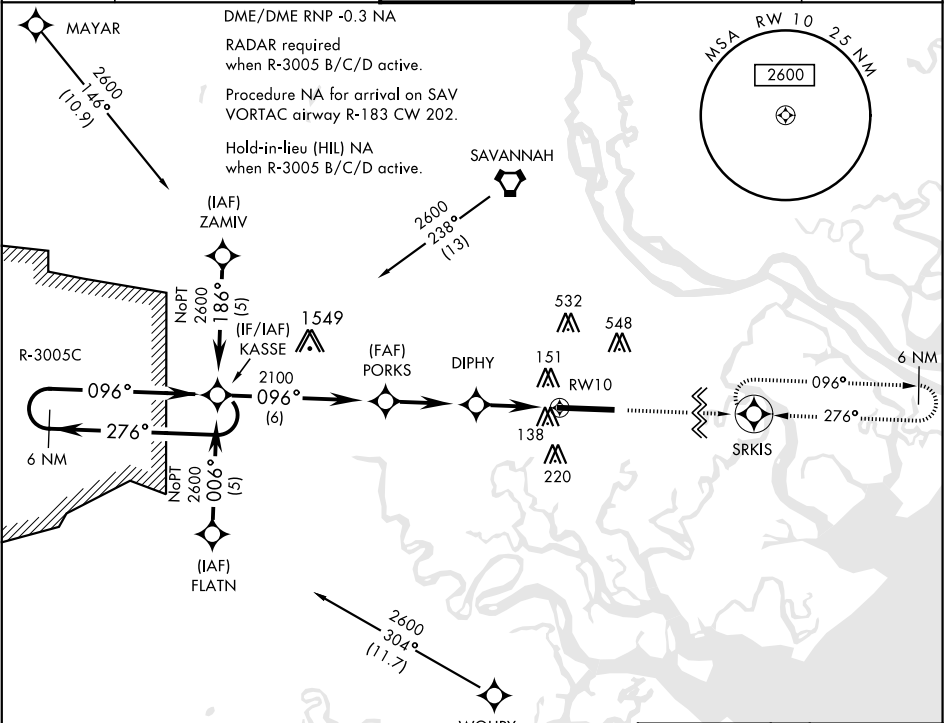 DME/DME RNP -0.3 NA
RADAR required
when R-3005 B/C/D active.
Procedure NA for arrival on SAV
VORTAC airway R-183 CW 202.
Hold-in-lieu (HIL) NA
when R-3005 B/C/D active.
MAYAR
2600
146°
(10.9)
MSA RW 10 25 NM
2600
SAVANNAH
2600
238°
(13)
(IAF)
ZAMIV
NoPT
2600
186°
(5)
(IF/IAF)
KASSE
1549
R-3005C
096°
276°
6 NM
2100
096°
(6)
(FAF)
PORKS
DIPHY
532
548
151
RW10
138
220
6 NM
096°
276°
SRKIS
NoPT
2600
006°
(5)
(IAF)
FLATN
2600
304°
(11.7)